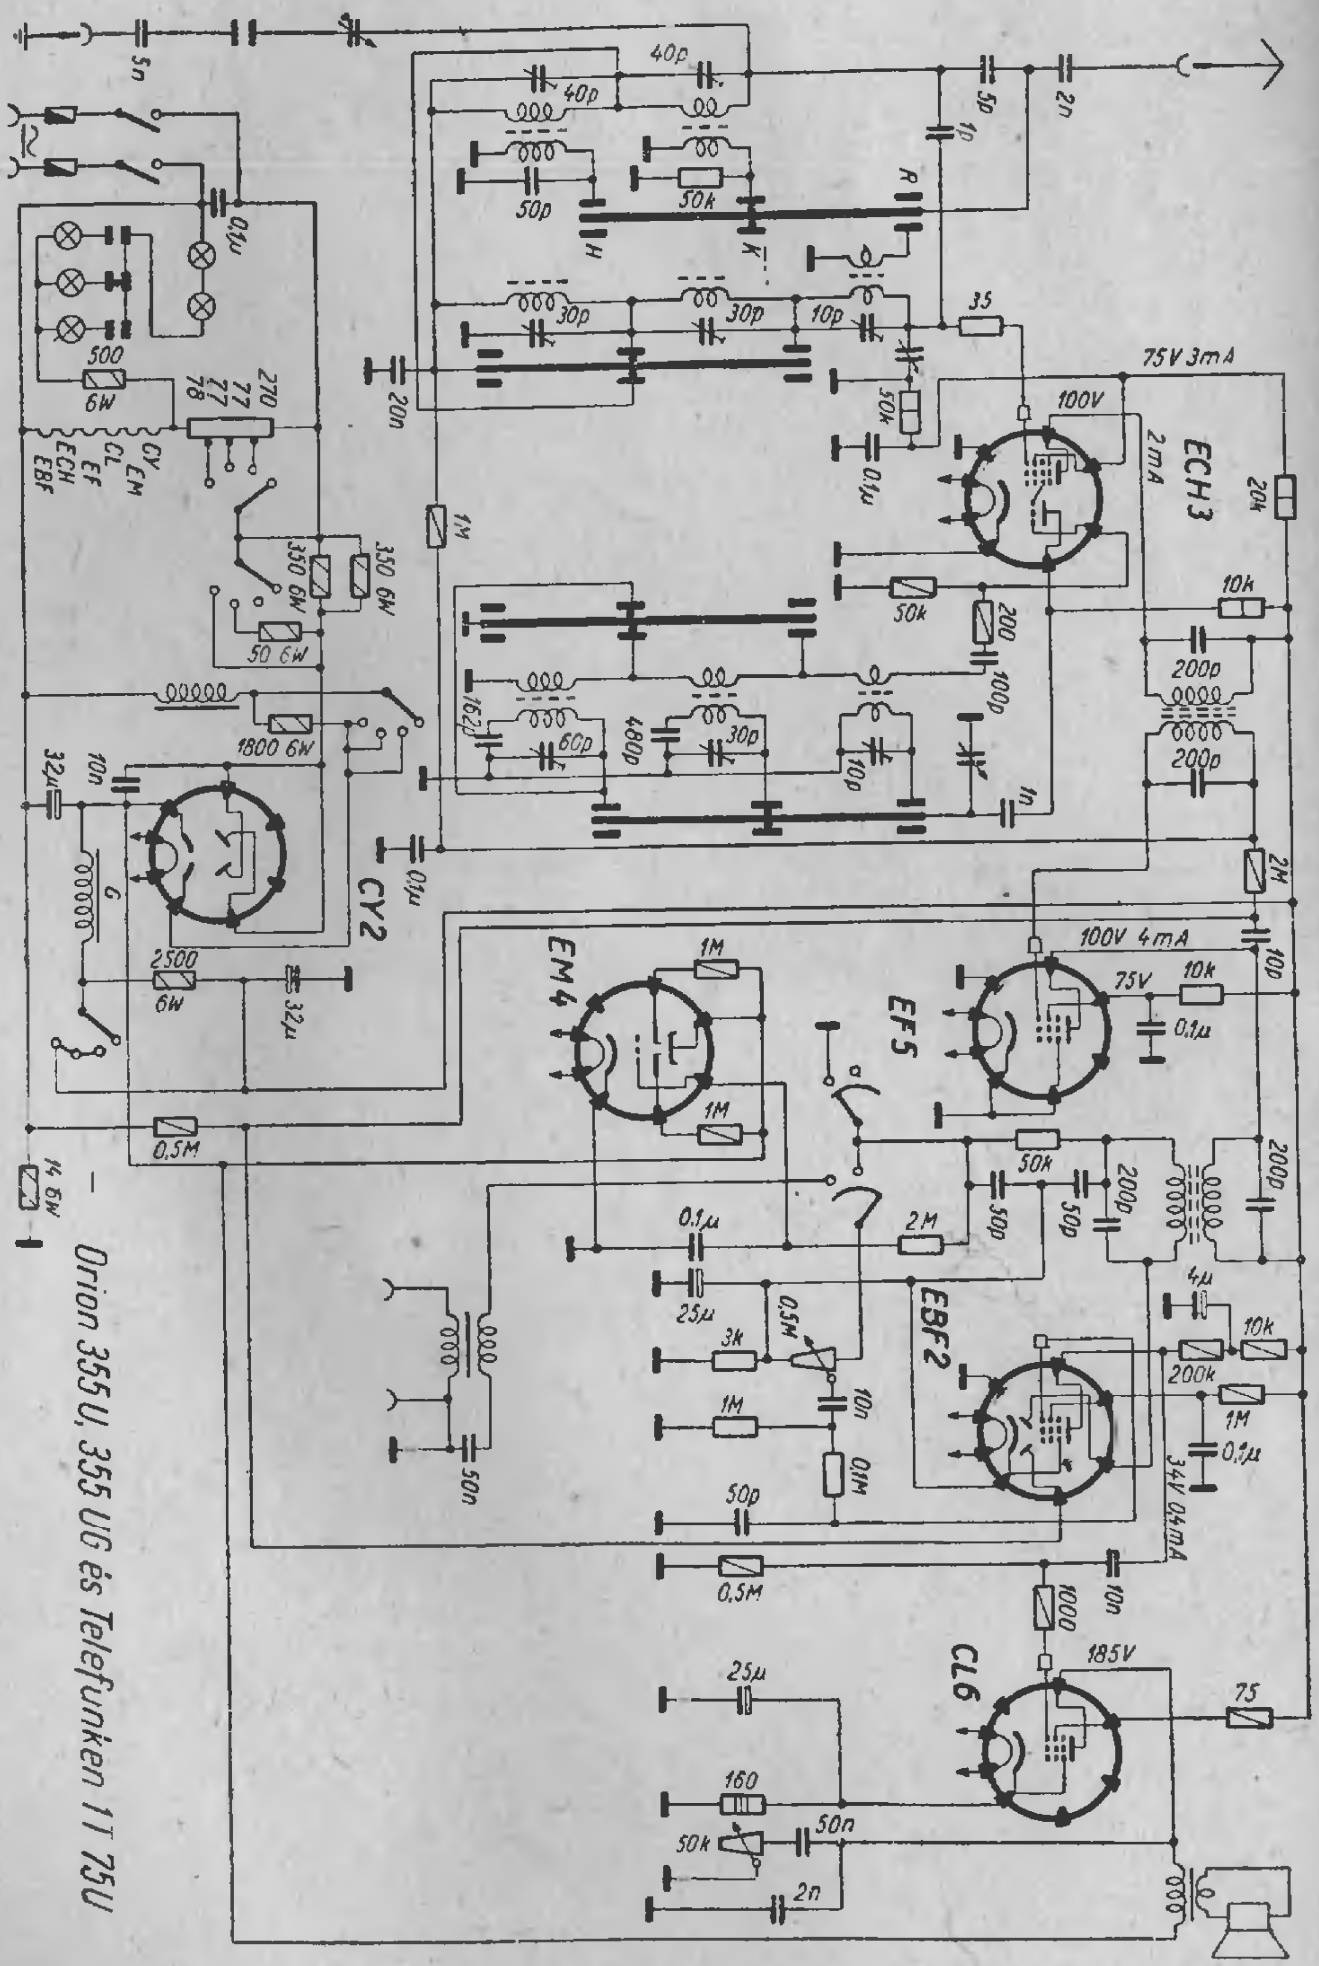 5n
40p
40p
5p
2n
1p
50p
50k
R
H
K
0,1μ
30p
30p
10p
35
75V 3mA
500
6W
270
77
77
78
CY EM
CL
EF
ECH
EBF
20n
50k
0,1μ
100V
2mA
ECH3
20k
1M
350 6W
350 6W
50 6W
50k
200
10k
100p
200p
200p
1800 6W
162p
60p
480p
30p
10p
1n
32μ
10n
G
CY2
0,1μ
2M
2500
6W
32μ
EM4
1M
1M
EF5
100V 4mA
75V
10k
0,1μ
10p
0,5M
14 6W
50k
50p
50p
200p
200p
2M
0,1μ
25μ
0,5M
3k
1M
10n
0,1M
50p
50n
EBF2
4μ
10k
200k
1M
0,1μ
34V 0,4mA
0,5M
10n
1000
CL6
185V
75
25μ
160
50k
50n
2n
Orion 355U, 355UG és Telefunken 1T 75U